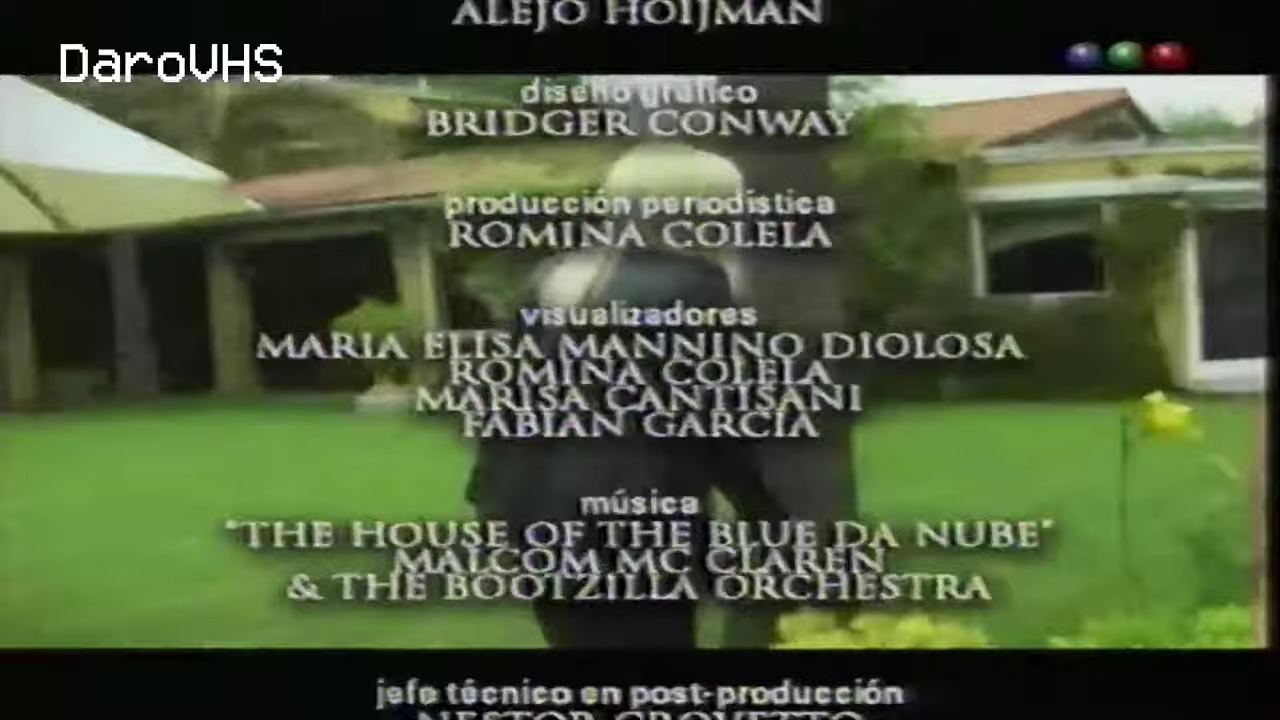 ALEJO HOIJMAN
DaroVHS
diseño gráfico
BRIDGER CONWAY
producción periodística
ROMINA COLELA
visualizadores
MARIA ELISA MANNINO DIOLOSA
ROMINA COLELA
MARISA CANTISANI
FABIAN GARCIA
música
"THE HOUSE OF THE BLUE DA NUBE"
MALCOM MC CLAREN
& THE BOOTZILLA ORCHESTRA
jefe técnico en post-producción
NESTOR GROVETTO